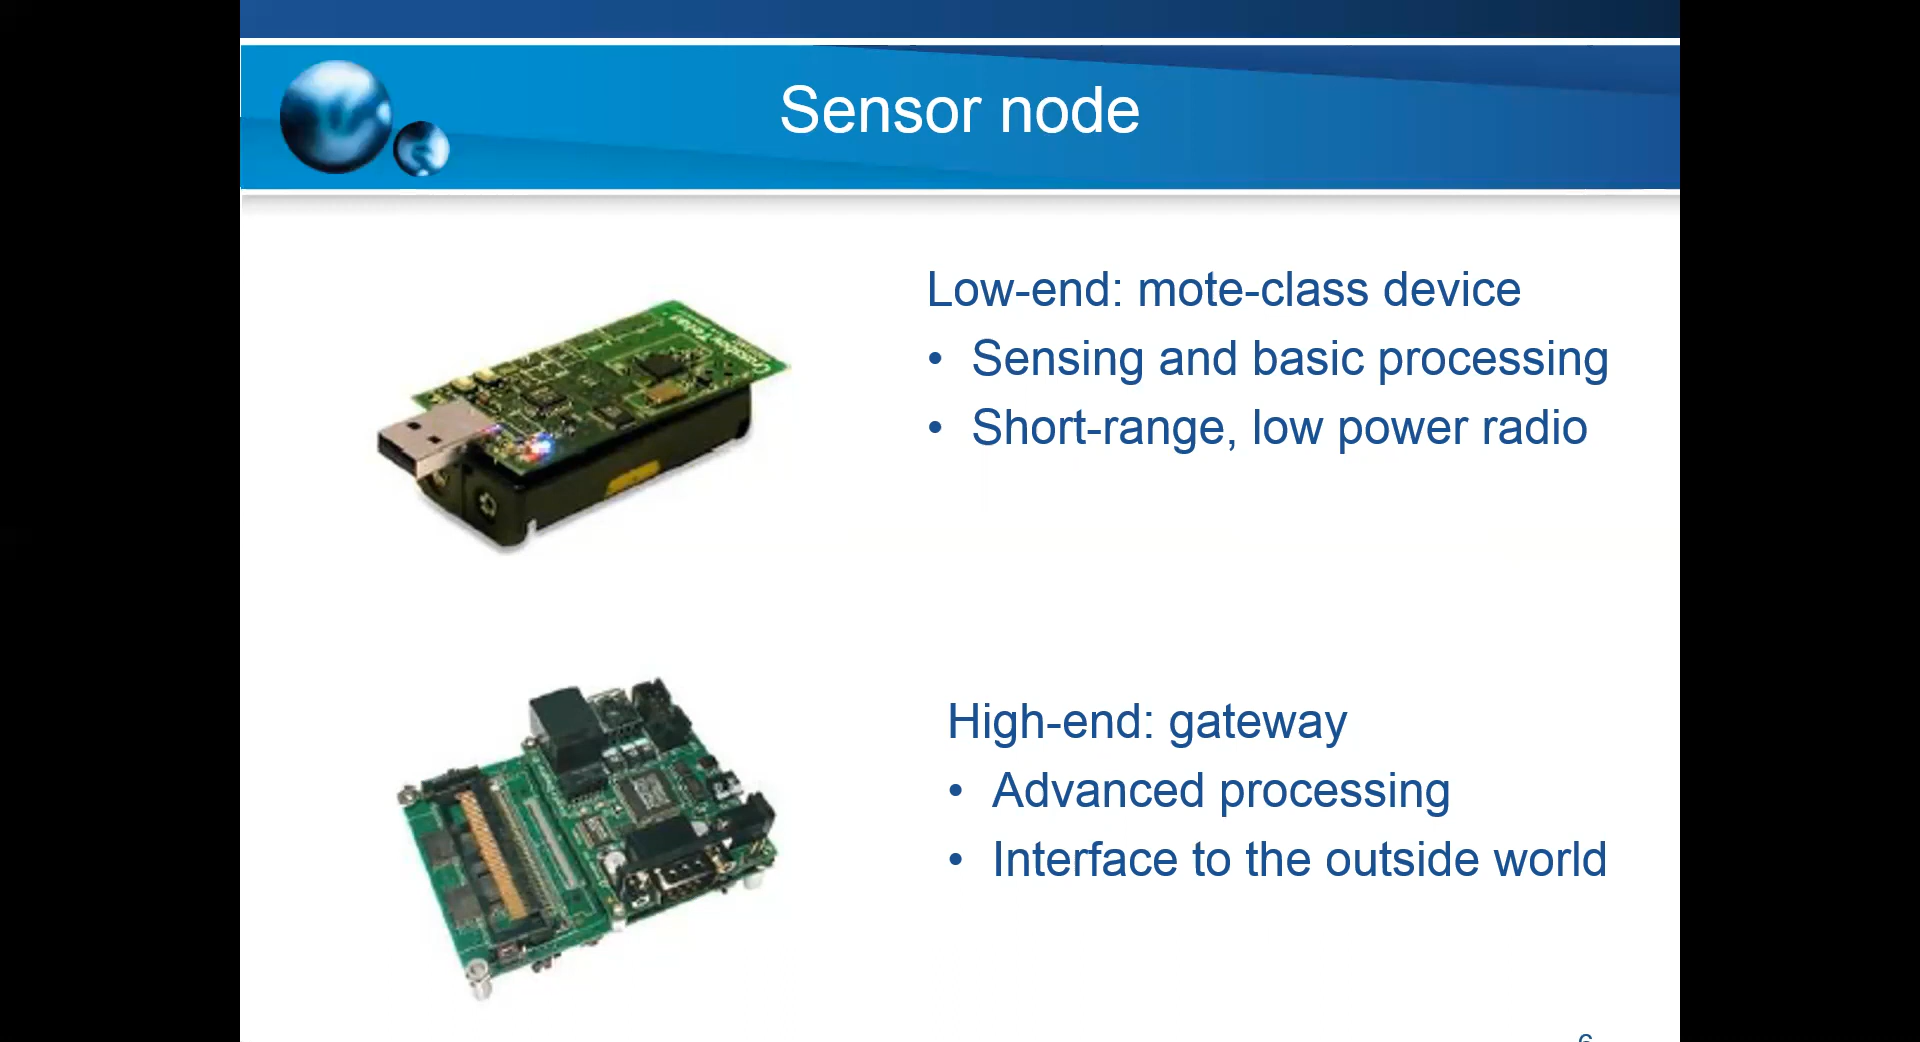 Sensor node
Low-end: mote-class device
• Sensing and basic processing
• Short-range, low power radio
High-end: gateway
• Advanced processing
• Interface to the outside world
6